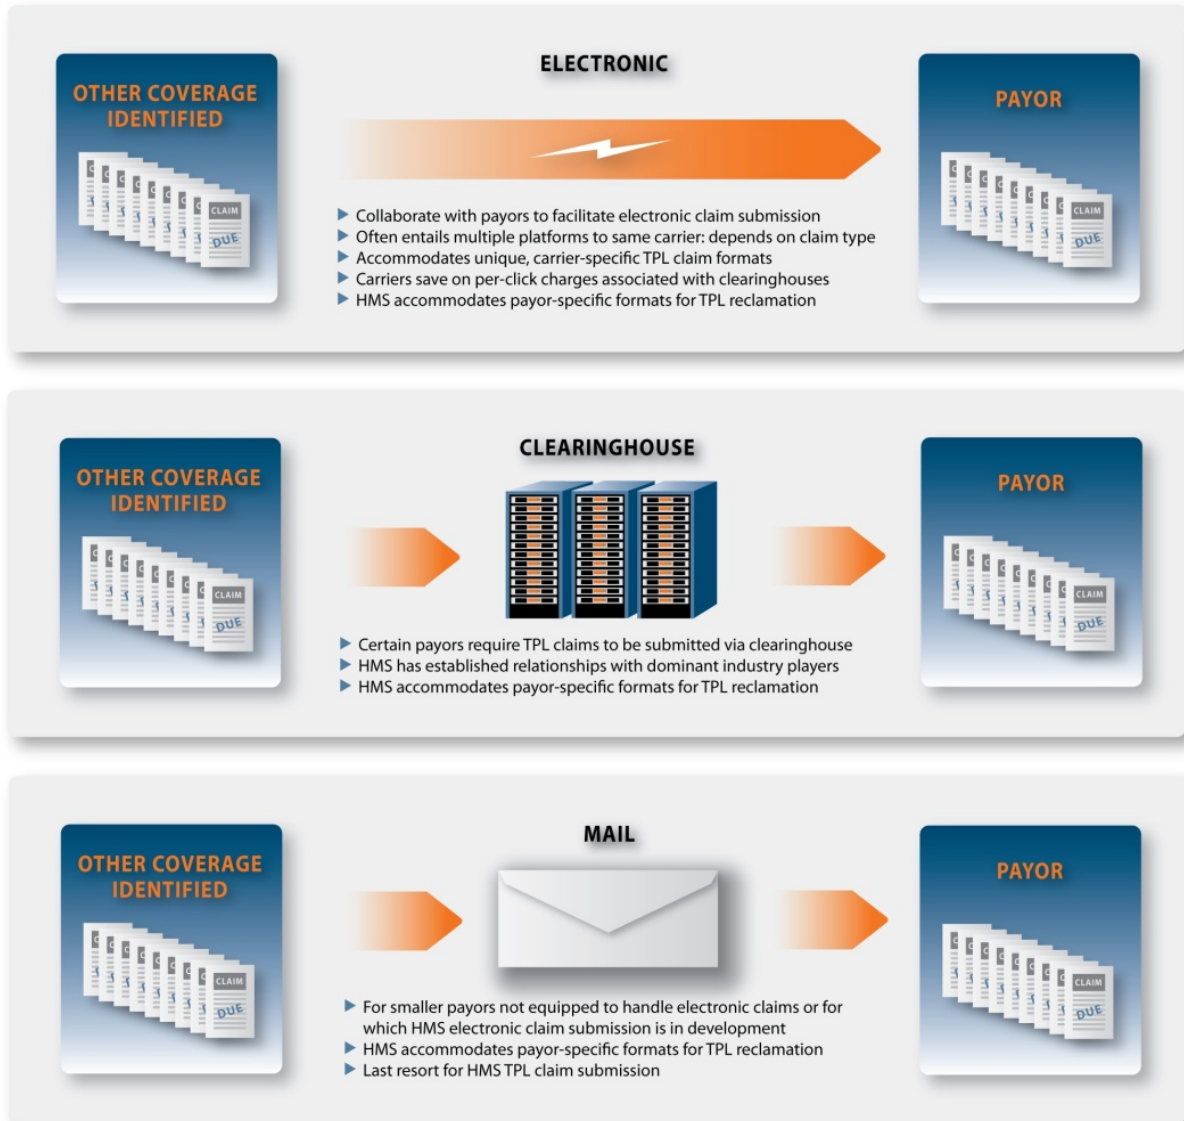 ELECTRONIC
OTHER COVERAGE
IDENTIFIED
CLAIM
DUE
PAYOR
CLAIM
DUE
▶ Collaborate with payors to facilitate electronic claim submission
▶ Often entails multiple platforms to same carrier: depends on claim type
▶ Accommodates unique, carrier-specific TPL claim formats
▶ Carriers save on per-click charges associated with clearinghouses
▶ HMS accommodates payor-specific formats for TPL reclamation
CLEARINGHOUSE
OTHER COVERAGE
IDENTIFIED
CLAIM
DUE
PAYOR
CLAIM
DUE
▶ Certain payors require TPL claims to be submitted via clearinghouse
▶ HMS has established relationships with dominant industry players
▶ HMS accommodates payor-specific formats for TPL reclamation
MAIL
OTHER COVERAGE
IDENTIFIED
CLAIM
DUE
PAYOR
CLAIM
DUE
▶ For smaller payors not equipped to handle electronic claims or for
which HMS electronic claim submission is in development
▶ HMS accommodates payor-specific formats for TPL reclamation
▶ Last resort for HMS TPL claim submission